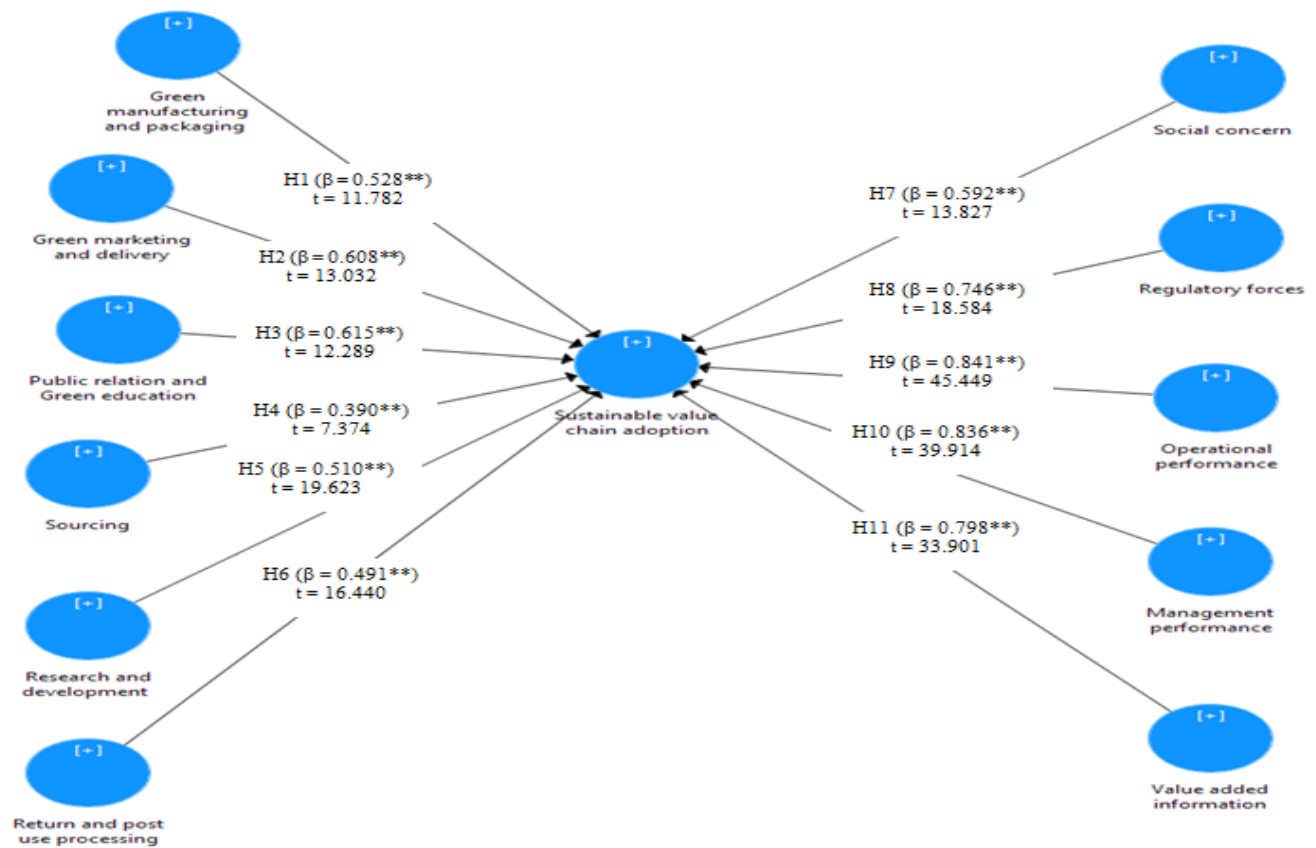 [+]
Green
manufacturing
and packaging
[+]
Green marketing
and delivery
[+]
Public relation and
Green education
[+]
Sourcing
[+]
Research and
development
[+]
Return and post
use processing
H1 (β = 0.528**)
t = 11.782
H2 (β = 0.608**)
t = 13.032
H3 (β = 0.615**)
t = 12.289
H4 (β = 0.390**)
t = 7.374
H5 (β = 0.510**)
t = 19.623
H6 (β = 0.491**)
t = 16.440
[+]
Sustainable value
chain adoption
H7 (β = 0.592**)
t = 13.827
H8 (β = 0.746**)
t = 18.584
H9 (β = 0.841**)
t = 45.449
H10 (β = 0.836**)
t = 39.914
H11 (β = 0.798**)
t = 33.901
[+]
Social concern
[+]
Regulatory forces
[+]
Operational
performance
[+]
Management
performance
[+]
Value added
information